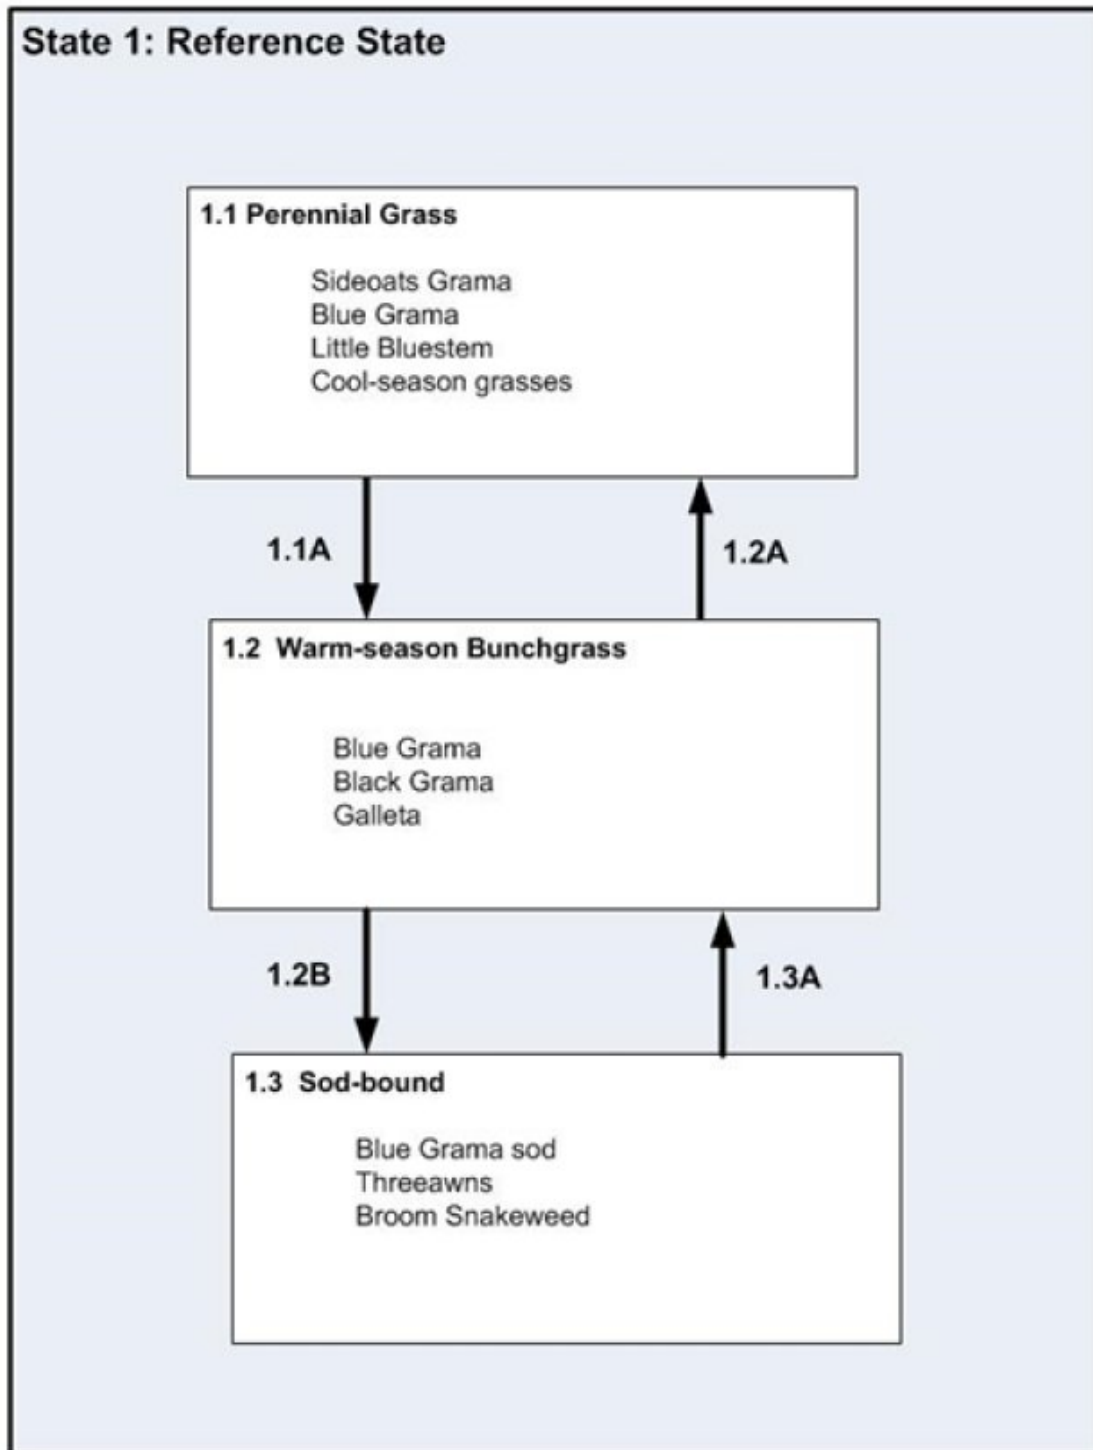 State 1: Reference State
1.1 Perennial Grass
Sideoats Grama
Blue Grama
Little Bluestem
Cool-season grasses
1.1A
1.2A
1.2 Warm-season Bunchgrass
Blue Grama
Black Grama
Galleta
1.2B
1.3A
1.3 Sod-bound
Blue Grama sod
Threeawns
Broom Snakeweed